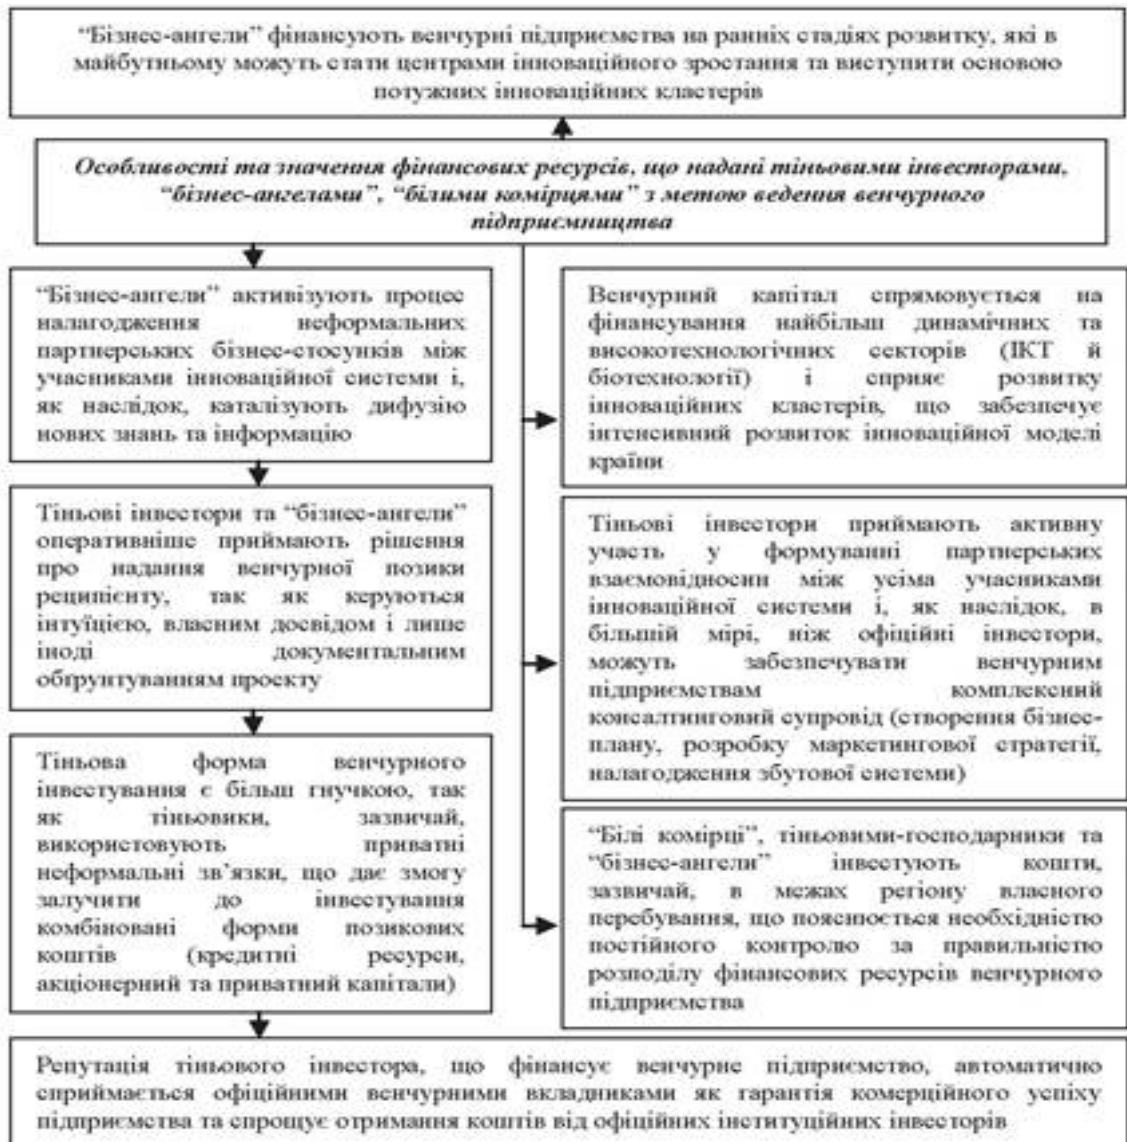 “Бізнес-ангели” фінансують венчурні підприємства на ранніх стадіях розвитку, які в
майбутньому можуть стати центрами інноваційного зростання та виступити основою
потужних інноваційних кластерів
Особливості та значення фінансових ресурсів, що надані тіньовими інвесторами,
“бізнес-ангелами”, “білими комірцями” з метою ведення венчурного
підприємництва
“Бізнес-ангели” активізують процес
налагодження неформальних
партнерських бізнес-стосунків між
учасниками інноваційної системи і,
як наслідок, каталізують дифузію
нових знань та інформацію
Тіньові інвестори та “бізнес-ангели”
оперативніше приймають рішення
про надання венчурної позики
реципієнту, так як керуються
інтуїцією, власним досвідом і лише
іноді документальним
обґрунтуванням проекту
Тіньова форма венчурного
інвестування є більш гнучкою, так
як тіньовики, зазвичай,
використовують приватні
неформальні зв’язки, що дає змогу
залучити до інвестування
комбіновані форми позикових
коштів (кредитні ресурси,
акціонерний та приватний капітали)
Венчурний капітал спрямовується на
фінансування найбільш динамічних та
високотехнологічних секторів (ІКТ й
біотехнології) і сприяє розвитку
інноваційних кластерів, що забезпечує
інтенсивний розвиток інноваційної моделі
країни
Тіньові інвестори приймають активну
участь у формуванні партнерських
взаємовідносин між усіма учасниками
інноваційної системи і, як наслідок, в
більшій мірі, ніж офіційні інвестори,
можуть забезпечувати венчурним
підприємствам комплексний
консалтинговий супровід (створення бізнес-
плану, розробку маркетингової стратегії,
налагодження збутової системи)
“Білі комірці”, тіньовими-господарники та
“бізнес-ангели” інвестують кошти,
зазвичай, в межах регіону власного
перебування, що пояснюється необхідністю
постійного контролю за правильністю
розподілу фінансових ресурсів венчурного
підприємства
Репутація тіньового інвестора, що фінансує венчурне підприємство, автоматично
сприймається офіційними венчурними вкладниками як гарантія комерційного успіху
підприємства та спрощує отримання коштів від офіційних інституційних інвесторів